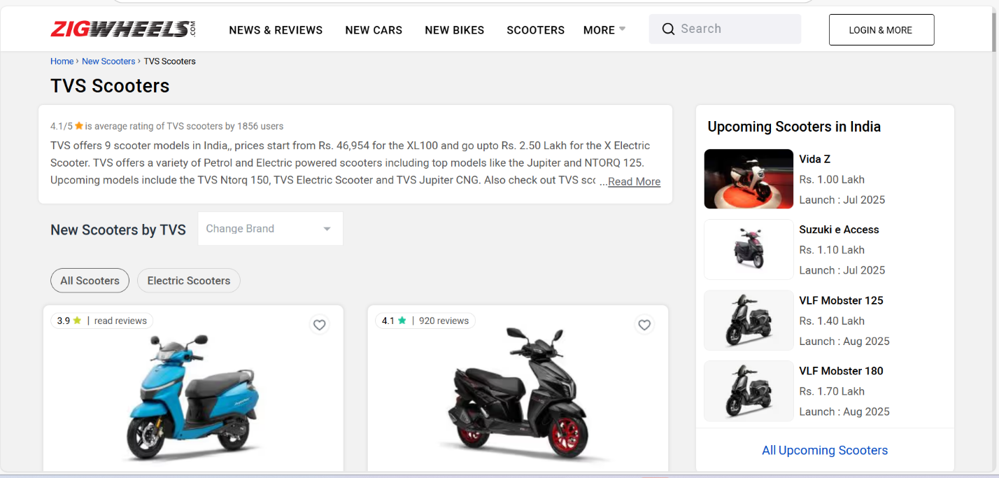 ZIGWHEELS.COM
NEWS & REVIEWS
NEW CARS
NEW BIKES
SCOOTERS
MORE
Search
LOGIN & MORE
Home › New Scooters › TVS Scooters
TVS Scooters
4.1/5 is average rating of TVS scooters by 1856 users
TVS offers 9 scooter models in India,, prices start from Rs. 46,954 for the XL100 and go upto Rs. 2.50 Lakh for the X Electric
Scooter. TVS offers a variety of Petrol and Electric powered scooters including top models like the Jupiter and NTORQ 125.
Upcoming models include the TVS Ntorq 150, TVS Electric Scooter and TVS Jupiter CNG. Also check out TVS sco ...Read More
New Scooters by TVS
Change Brand
All Scooters
Electric Scooters
3.9 | read reviews
4.1 | 920 reviews
Upcoming Scooters in India
Vida Z
Rs. 1.00 Lakh
Launch : Jul 2025
Suzuki e Access
Rs. 1.10 Lakh
Launch : Jul 2025
VLF Mobster 125
Rs. 1.40 Lakh
Launch : Aug 2025
VLF Mobster 180
Rs. 1.70 Lakh
Launch : Aug 2025
All Upcoming Scooters